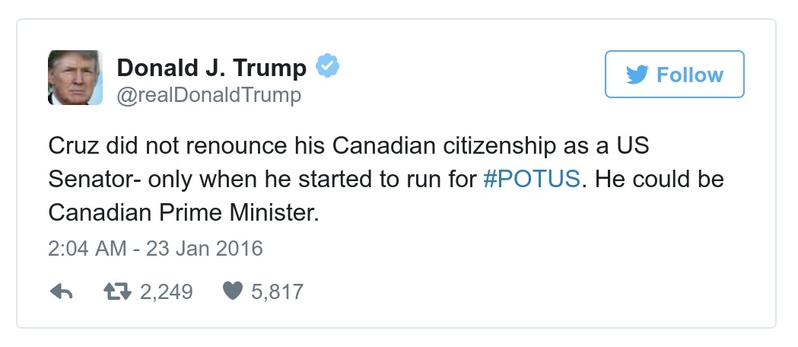 Donald J. Trump
@realDonaldTrump
Follow
Cruz did not renounce his Canadian citizenship as a US
Senator- only when he started to run for #POTUS. He could be
Canadian Prime Minister.
2:04 AM - 23 Jan 2016
2,249 5,817